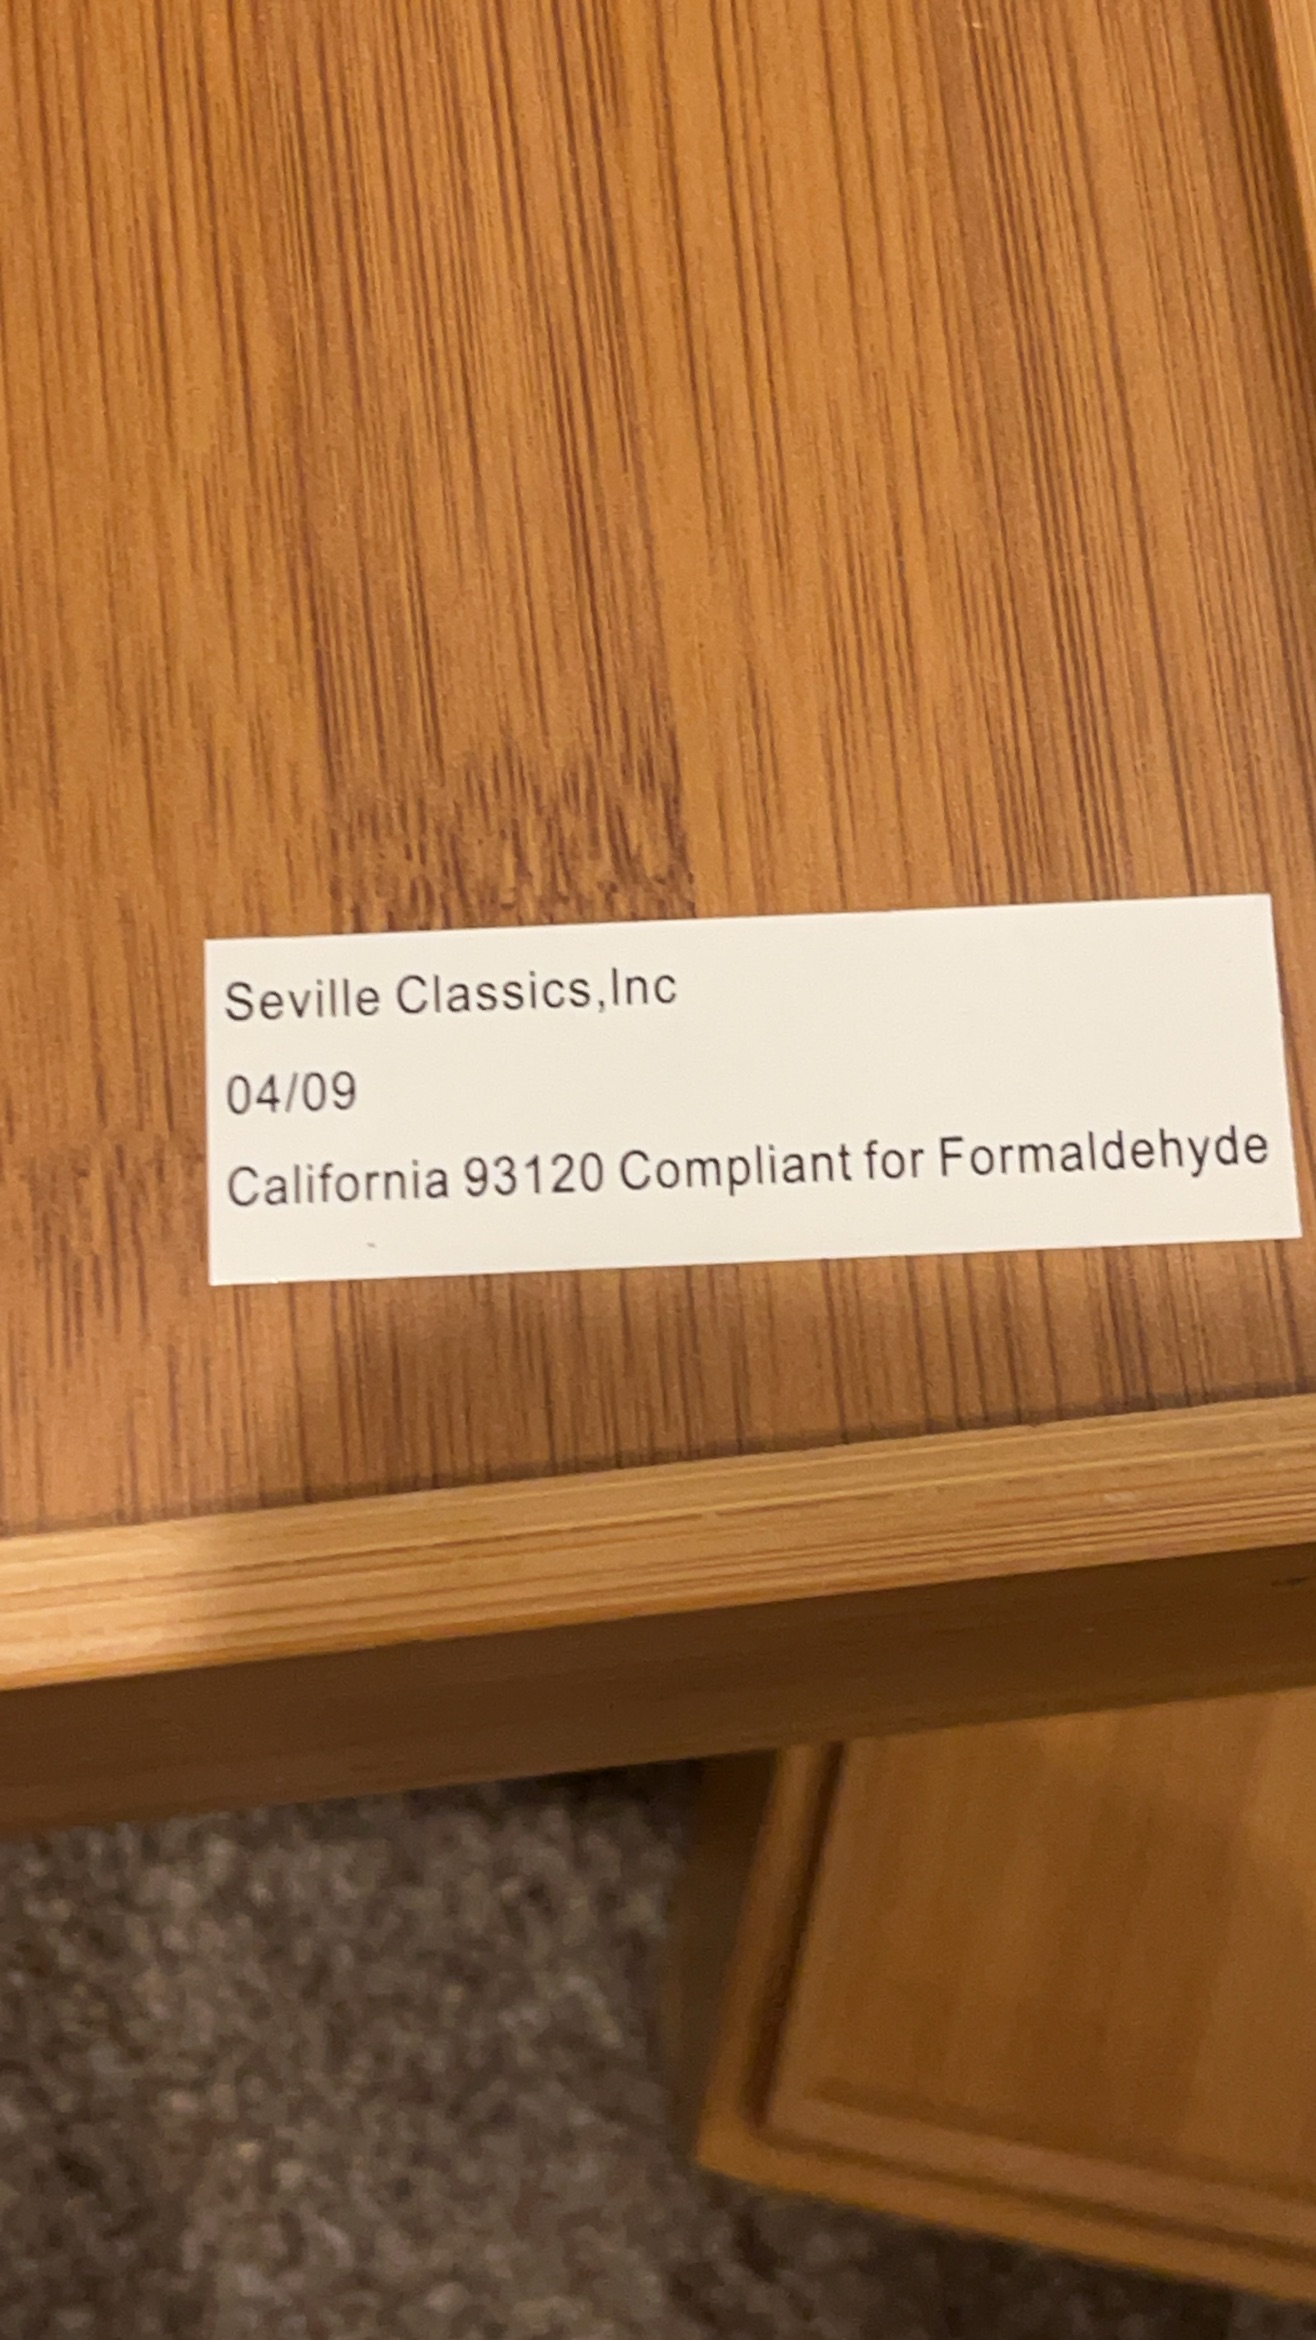 Seville Classics,Inc
04/09
California 93120 Compliant for Formaldehyde